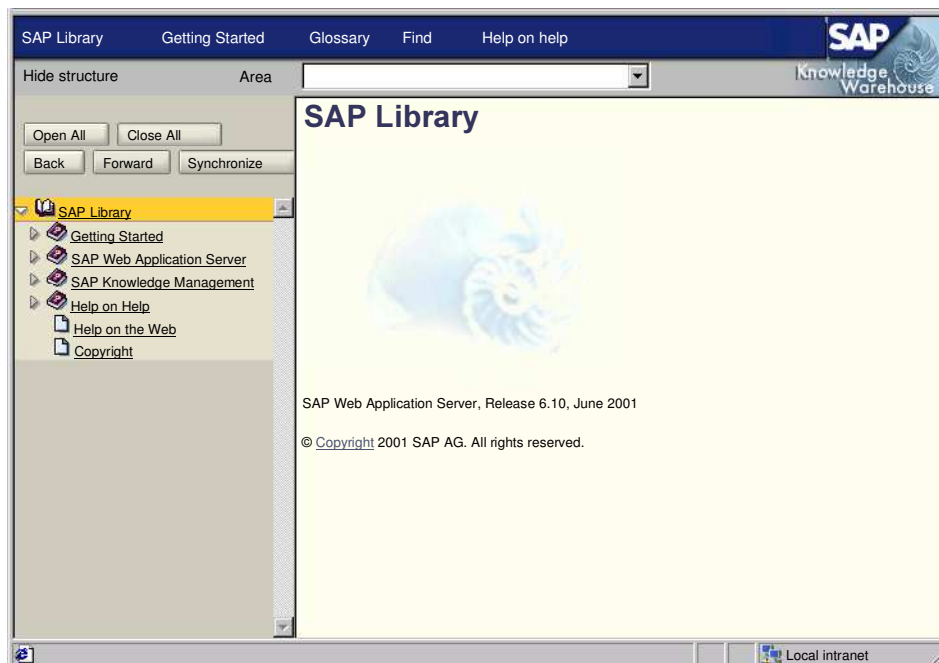 SAP Library Getting Started Glossary Find Help on help
SAP
Knowledge
Warehouse
Hide structure Area
Open All Close All
Back Forward Synchronize
SAP Library
Getting Started
SAP Web Application Server
SAP Knowledge Management
Help on Help
Help on the Web
Copyright
SAP Library
SAP Web Application Server, Release 6.10, June 2001
© Copyright 2001 SAP AG. All rights reserved.
Local intranet